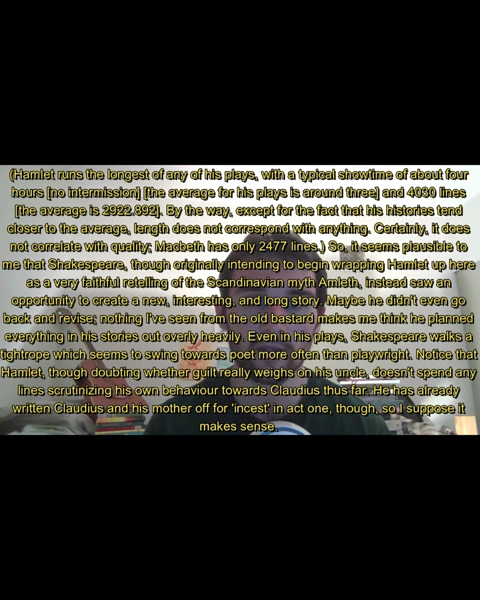 (Hamlet runs the longest of any of his plays, with a typical showtime of about four
hours [no intermission] [the average for his plays is around three] and 4030 lines
[the average is 2922.892]. By the way, except for the fact that his histories tend
closer to the average, length does not correspond with anything. Certainly, it does
not correlate with quality; Macbeth has only 2477 lines.) So, it seems plausible to
me that Shakespeare, though originally intending to begin wrapping Hamlet up here
as a very faithful retelling of the Scandinavian myth Amleth, instead saw an
opportunity to create a new, interesting, and long story. Maybe he didn't even go
back and revise; nothing I've seen from the old bastard makes me think he planned
everything in his stories out overly heavily. Even in his plays, Shakespeare walks a
tightrope which seems to swing towards poet more often than playwright. Notice that
Hamlet, though doubting whether guilt really weighs on his uncle, doesn't spend any
lines scrutinizing his own behaviour towards Claudius thus far. He has already
written Claudius and his mother off for 'incest' in act one, though, so I suppose it
makes sense.